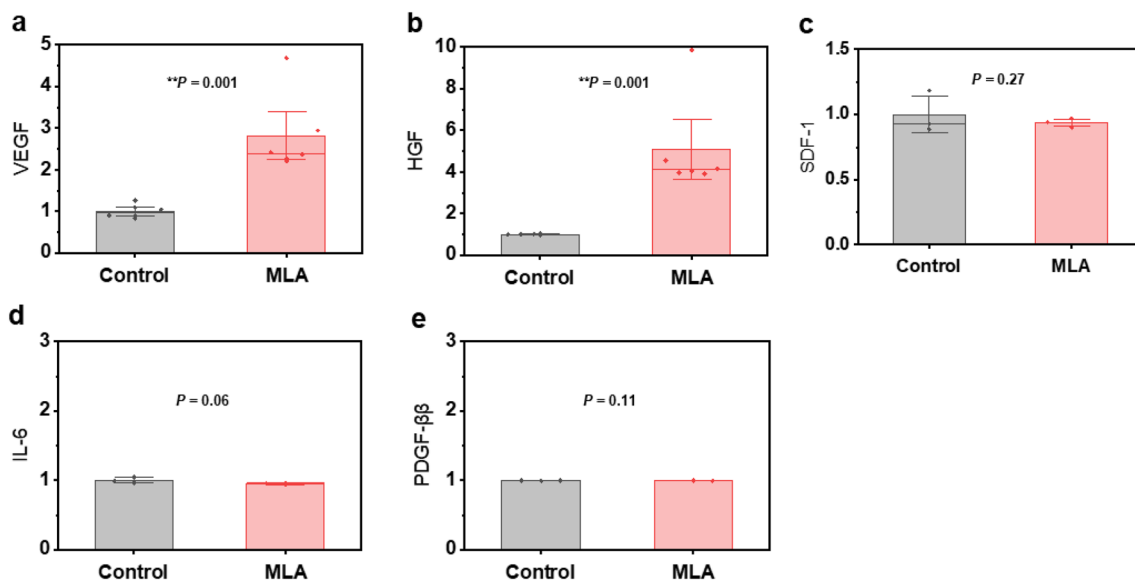 a
VEGF
5
4
3
2
1
0
**P = 0.001
Control
MLA
b
HGF
10
8
6
4
2
0
**P = 0.001
Control
MLA
c
SDF-1
1.5
1.0
0.5
0.0
P = 0.27
Control
MLA
d
IL-6
3
2
1
0
P = 0.06
Control
MLA
e
PDGF-ββ
3
2
1
0
P = 0.11
Control
MLA